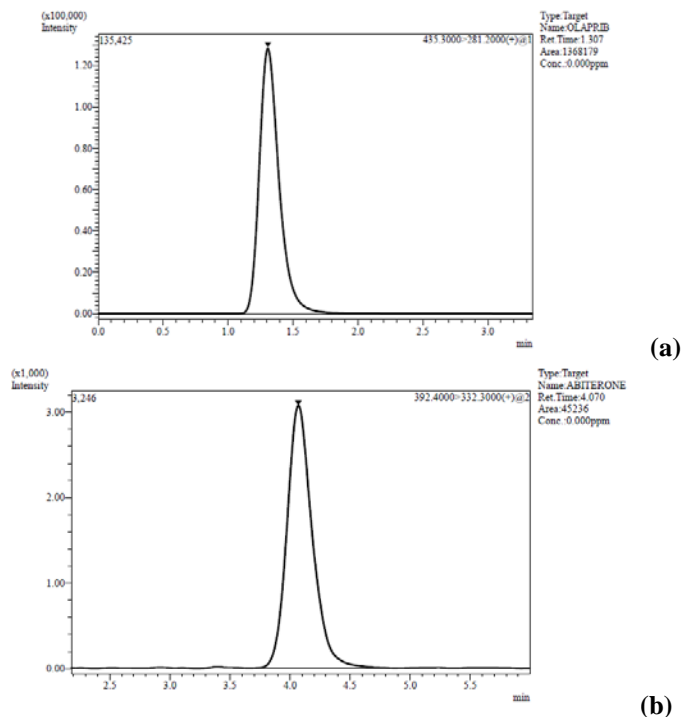 (x100,000)
Intensity
135,425 435.3000>281.2000(+)@1
Type:Target
Name:OLAPRIB
Ret.Time:1.307
Area:1368179
Conc.:0.000ppm
1.20
1.00
0.80
0.60
0.40
0.20
0.00
0.0 0.5 1.0 1.5 2.0 2.5 3.0
min
(a)
(x1,000)
Intensity
3,246 392.4000>332.3000(+)@2
Type:Target
Name:ABITERONE
Ret.Time:4.070
Area:45236
Conc.:0.000ppm
3.00
2.00
1.00
0.00
2.5 3.0 3.5 4.0 4.5 5.0 5.5
min
(b)